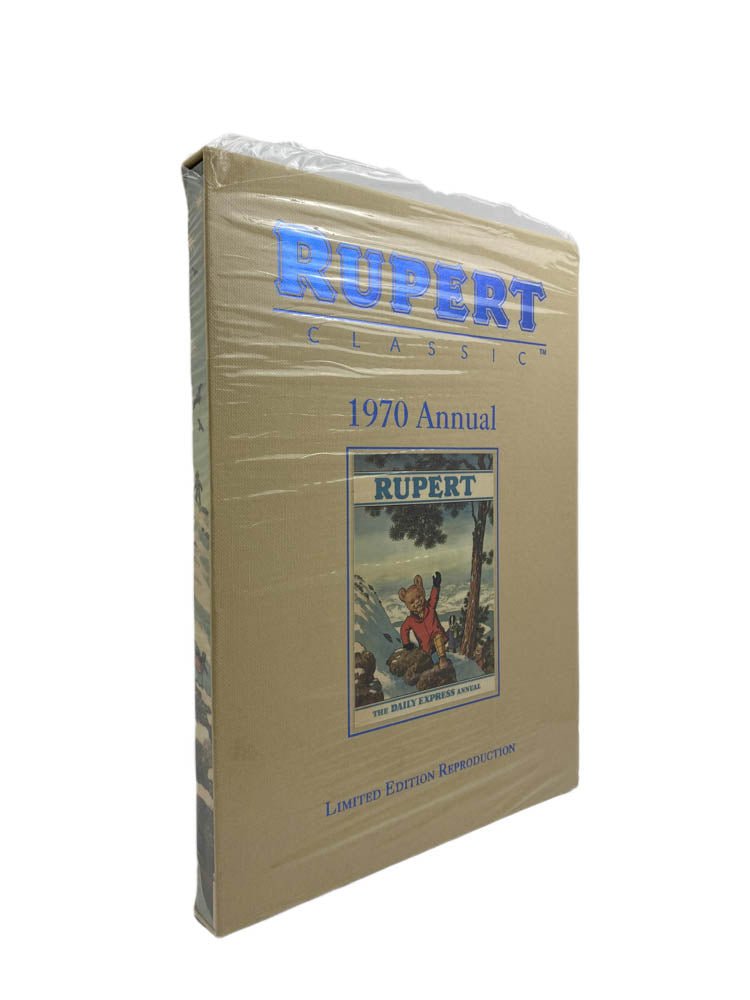 RUPERT
CLASSIC™
1970 Annual
RUPERT
THE DAILY EXPRESS ANNUAL
LIMITED EDITION REPRODUCTION